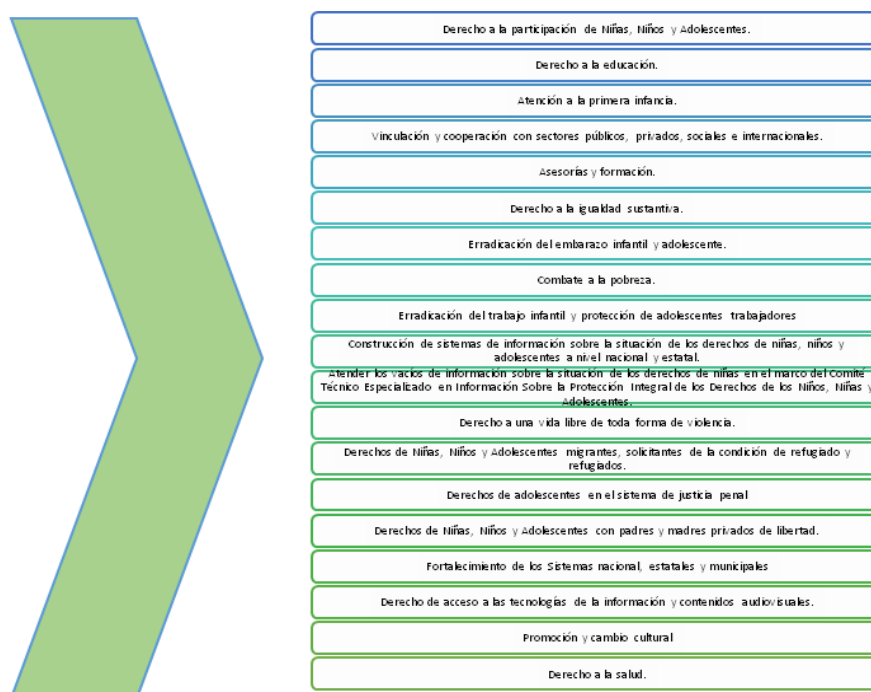 Derecho a la participación de Niñas, Niños y Adolescentes.
Derecho a la educación.
Atención a la primera infancia.
Vinculación y cooperación con sectores públicos, privados, sociales e internacionales.
Asesorías y formación.
Derecho a la igualdad sustantiva.
Erradicación del embarazo infantil y adolescente.
Combate a la pobreza.
Erradicación del trabajo infantil y protección de adolescentes trabajadores
Construcción de sistemas de información sobre la situación de los derechos de niñas, niños y
adolescentes a nivel nacional y estatal.
Atender los vacíos de información sobre la situación de los derechos de niñas en el marco del Comité
Técnico Especializado en Información Sobre la Protección Integral de los Derechos de los Niños, Niñas y
Adolescentes.
Derecho a una vida libre de toda forma de violencia.
Derechos de Niñas, Niños y Adolescentes migrantes, solicitantes de la condición de refugiado y
refugiados.
Derechos de adolescentes en el sistema de justicia penal
Derechos de Niñas, Niños y Adolescentes con padres y madres privados de libertad.
Fortalecimiento de los Sistemas nacional, estatales y municipales
Derecho de acceso a las tecnologías de la información y contenidos audiovisuales.
Promoción y cambio cultural
Derecho a la salud.